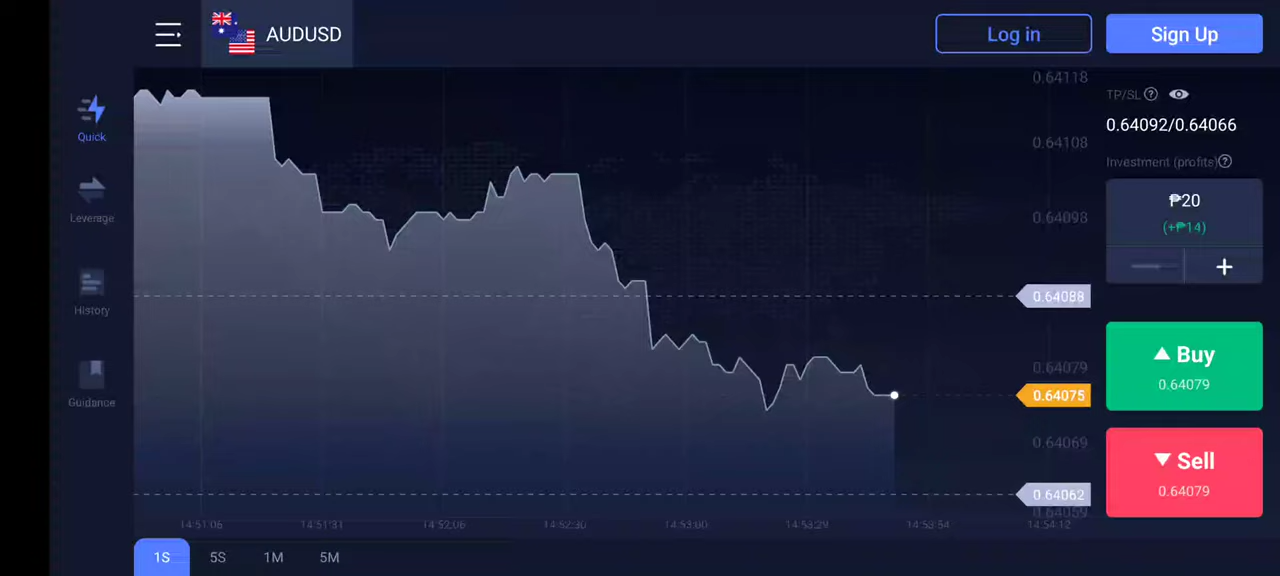 AUDUSD
Log in
Sign Up
Quick
Leverage
History
Guidance
0.64118
0.64108
0.64098
0.64088
0.64079
0.64075
0.64069
0.64062
0.64059
14:51:05
14:51:31
14:52:06
14:52:30
14:53:00
14:53:29
14:53:54
14:54:12
1S
5S
1M
5M
TP/SL
0.64092/0.64066
Investment (profits)
₱20
(+₱14)
Buy
0.64079
Sell
0.64079